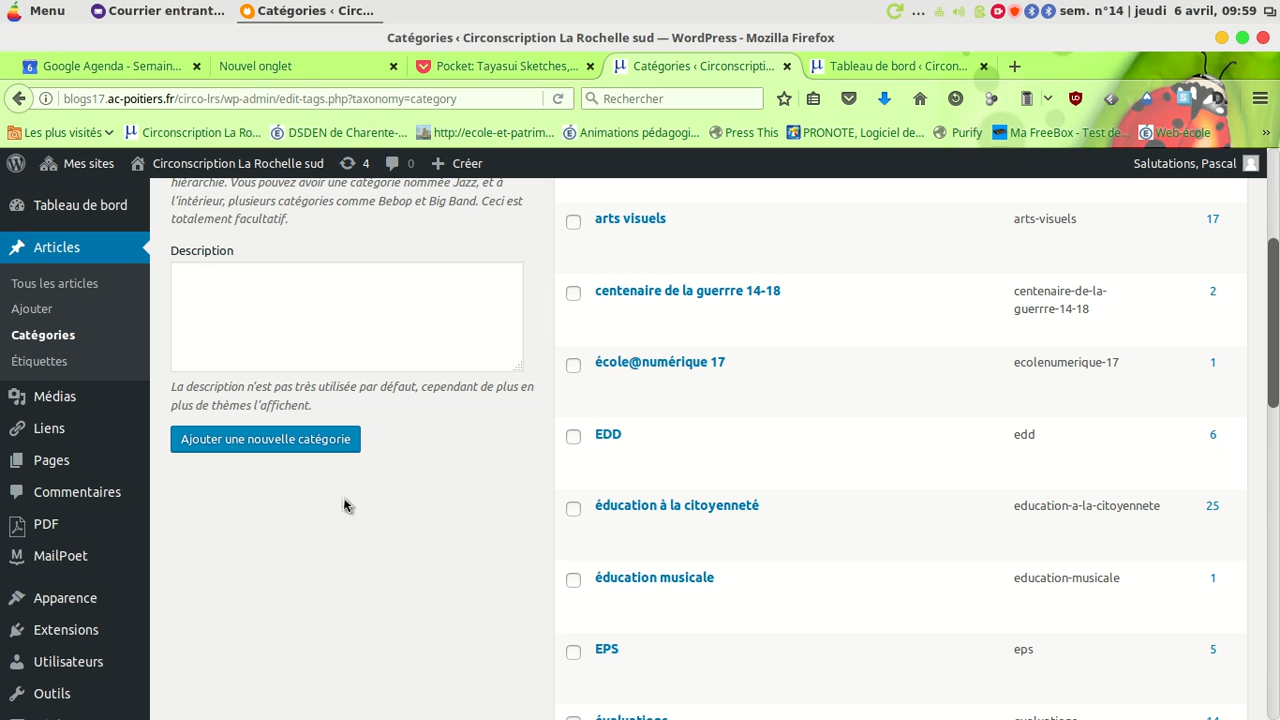 Menu
Courrier entrant...
Catégories ‹ Circ...
...
sem. n°14 | jeudi 6 avril, 09:59
Catégories ‹ Circonscription La Rochelle sud — WordPress - Mozilla Firefox
6 Google Agenda - Semain...
Nouvel onglet
Pocket: Tayasui Sketches,...
Catégories ‹ Circonscripti...
Tableau de bord ‹ Circon...
blogs17.ac-poitiers.fr/circo-lrs/wp-admin/edit-tags.php?taxonomy=category
Rechercher
Les plus visités
Circonscription La Ro...
DSDEN de Charente-...
http://ecole-et-patrim...
Animations pédagogi...
Press This
PRONOTE, Logiciel de...
Purify
Ma FreeBox - Test de...
Web-école
»
Mes sites
Circonscription La Rochelle sud
4
0
Créer
Salutations, Pascal
Tableau de bord
Articles
Tous les articles
Ajouter
Catégories
Étiquettes
Médias
Liens
Pages
Commentaires
PDF
MailPoet
Apparence
Extensions
Utilisateurs
Outils
hiérarchie. Vous pouvez avoir une catégorie nommée Jazz, et à
l'intérieur, plusieurs catégories comme Bebop et Big Band. Ceci est
totalement facultatif.
Description
La description n'est pas très utilisée par défaut, cependant de plus en
plus de thèmes l'affichent.
Ajouter une nouvelle catégorie
arts visuels arts-visuels 17
centenaire de la guerrre 14-18 centenaire-de-la- 2
guerrre-14-18
école@numérique 17 ecolenumerique-17 1
EDD edd 6
éducation à la citoyenneté education-a-la-citoyennete 25
éducation musicale education-musicale 1
EPS eps 5
évaluations evaluations 14